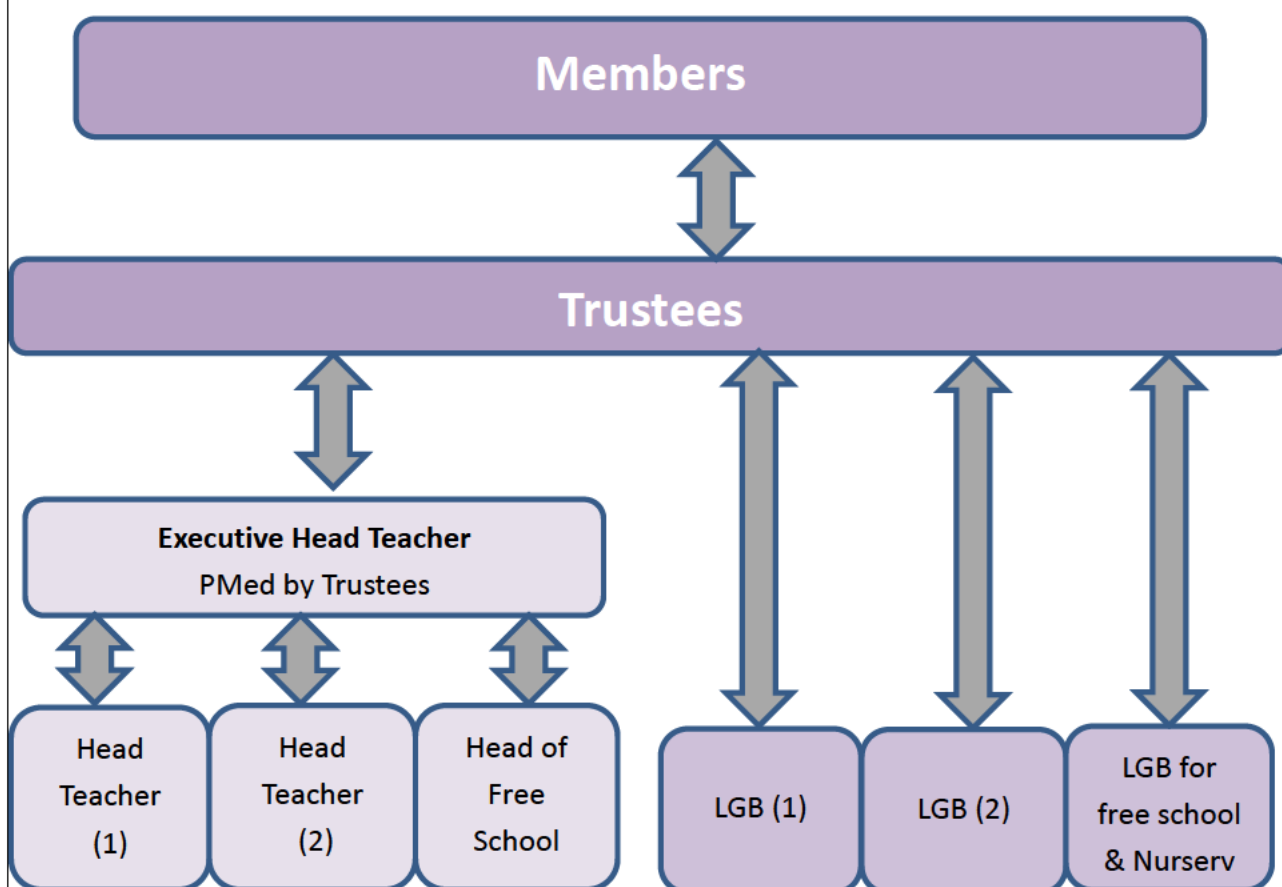 Members
Trustees
Executive Head Teacher
PMed by Trustees
Head
Teacher
(1)
Head
Teacher
(2)
Head of
Free
School
LGB (1)
LGB (2)
LGB for
free school
& Nursery